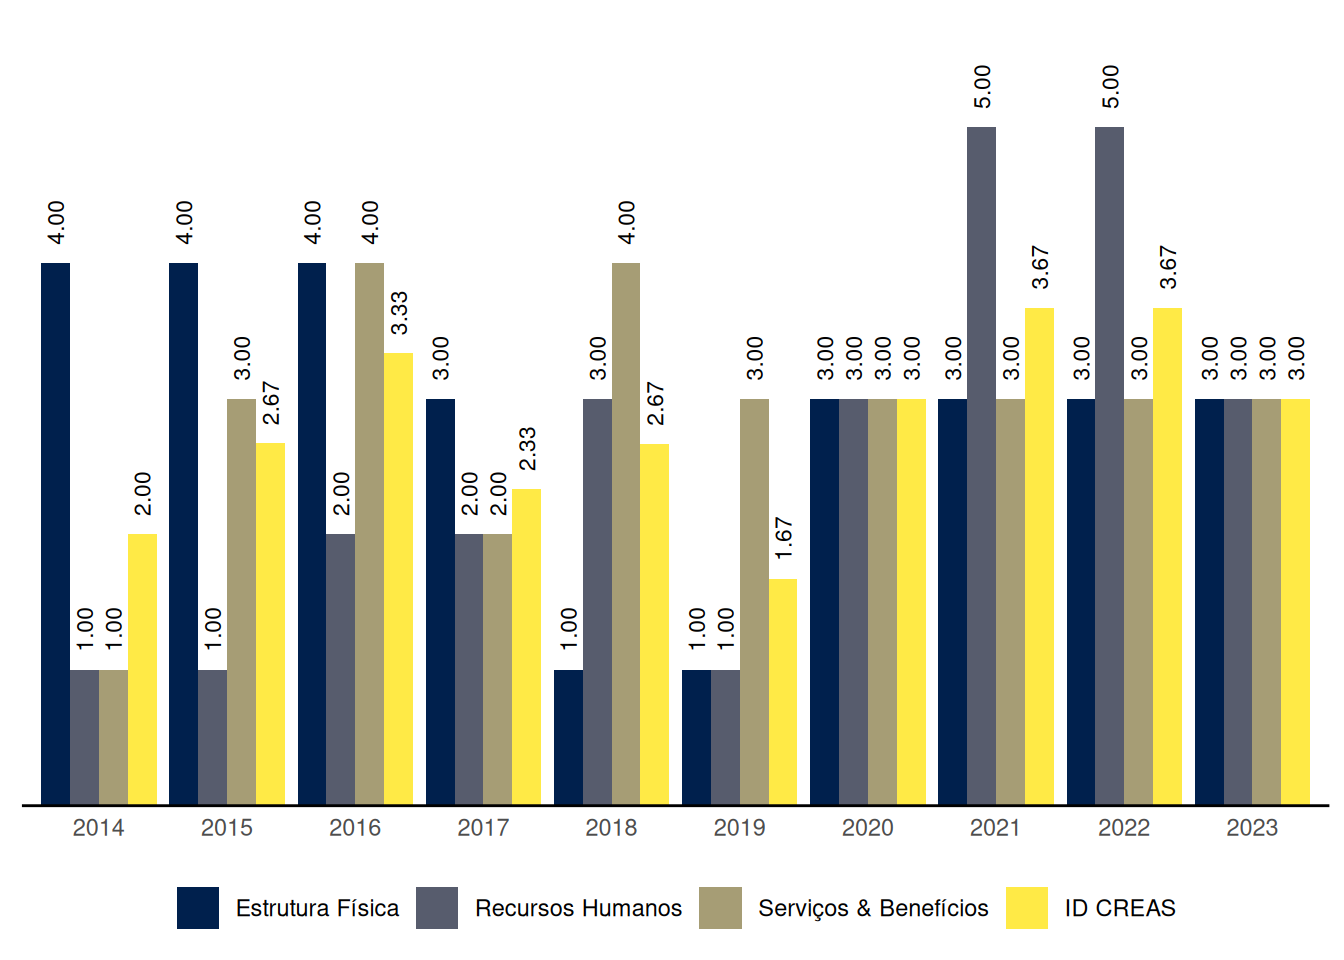 5.00 5.00
4.00 4.00 4.00 4.00 4.00
3.67 3.67
3.33
3.00 3.00 3.00 3.00 3.00 3.00 3.00 3.00 3.00 3.00 3.00 3.00 3.00 3.00 3.00 3.00
2.67 2.67
2.33
2.00 2.00 2.00 2.00
1.67
1.00 1.00 1.00 1.00 1.00 1.00
2014 2015 2016 2017 2018 2019 2020 2021 2022 2023
Estrutura Física Recursos Humanos Serviços & Benefícios ID CREAS